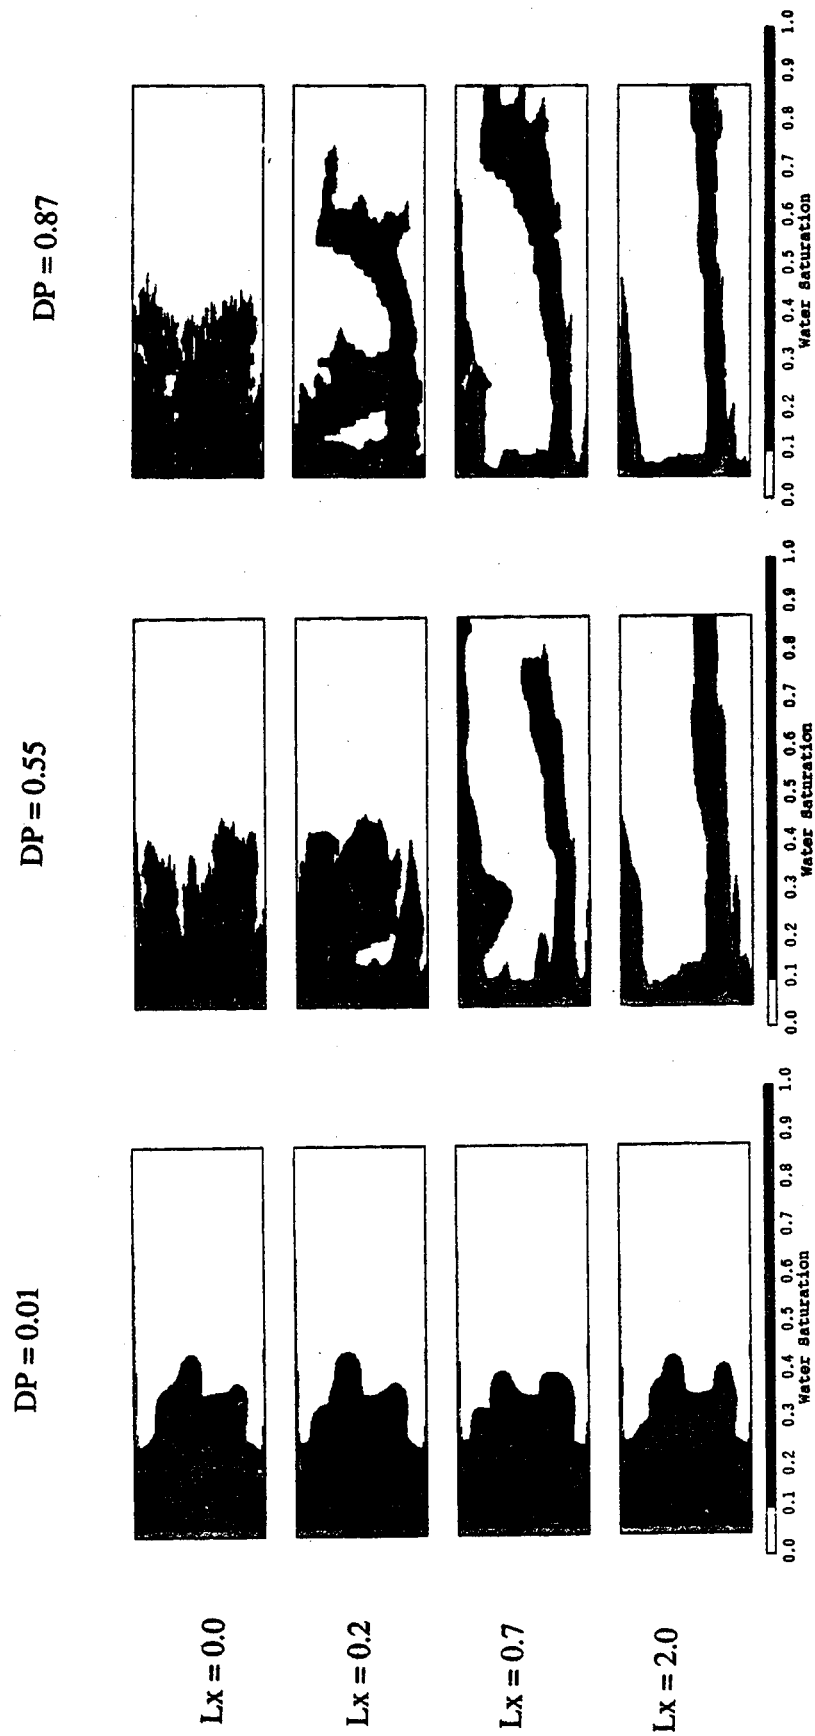 DP = 0.01
DP = 0.55
DP = 0.87
Lx = 0.0
Lx = 0.2
Lx = 0.7
Lx = 2.0
0.0 0.1 0.2 0.3 0.4 0.5 0.6 0.7 0.8 0.9 1.0
Water Saturation
0.0 0.1 0.2 0.3 0.4 0.5 0.6 0.7 0.8 0.9 1.0
Water Saturation
0.0 0.1 0.2 0.3 0.4 0.5 0.6 0.7 0.8 0.9 1.0
Water Saturation